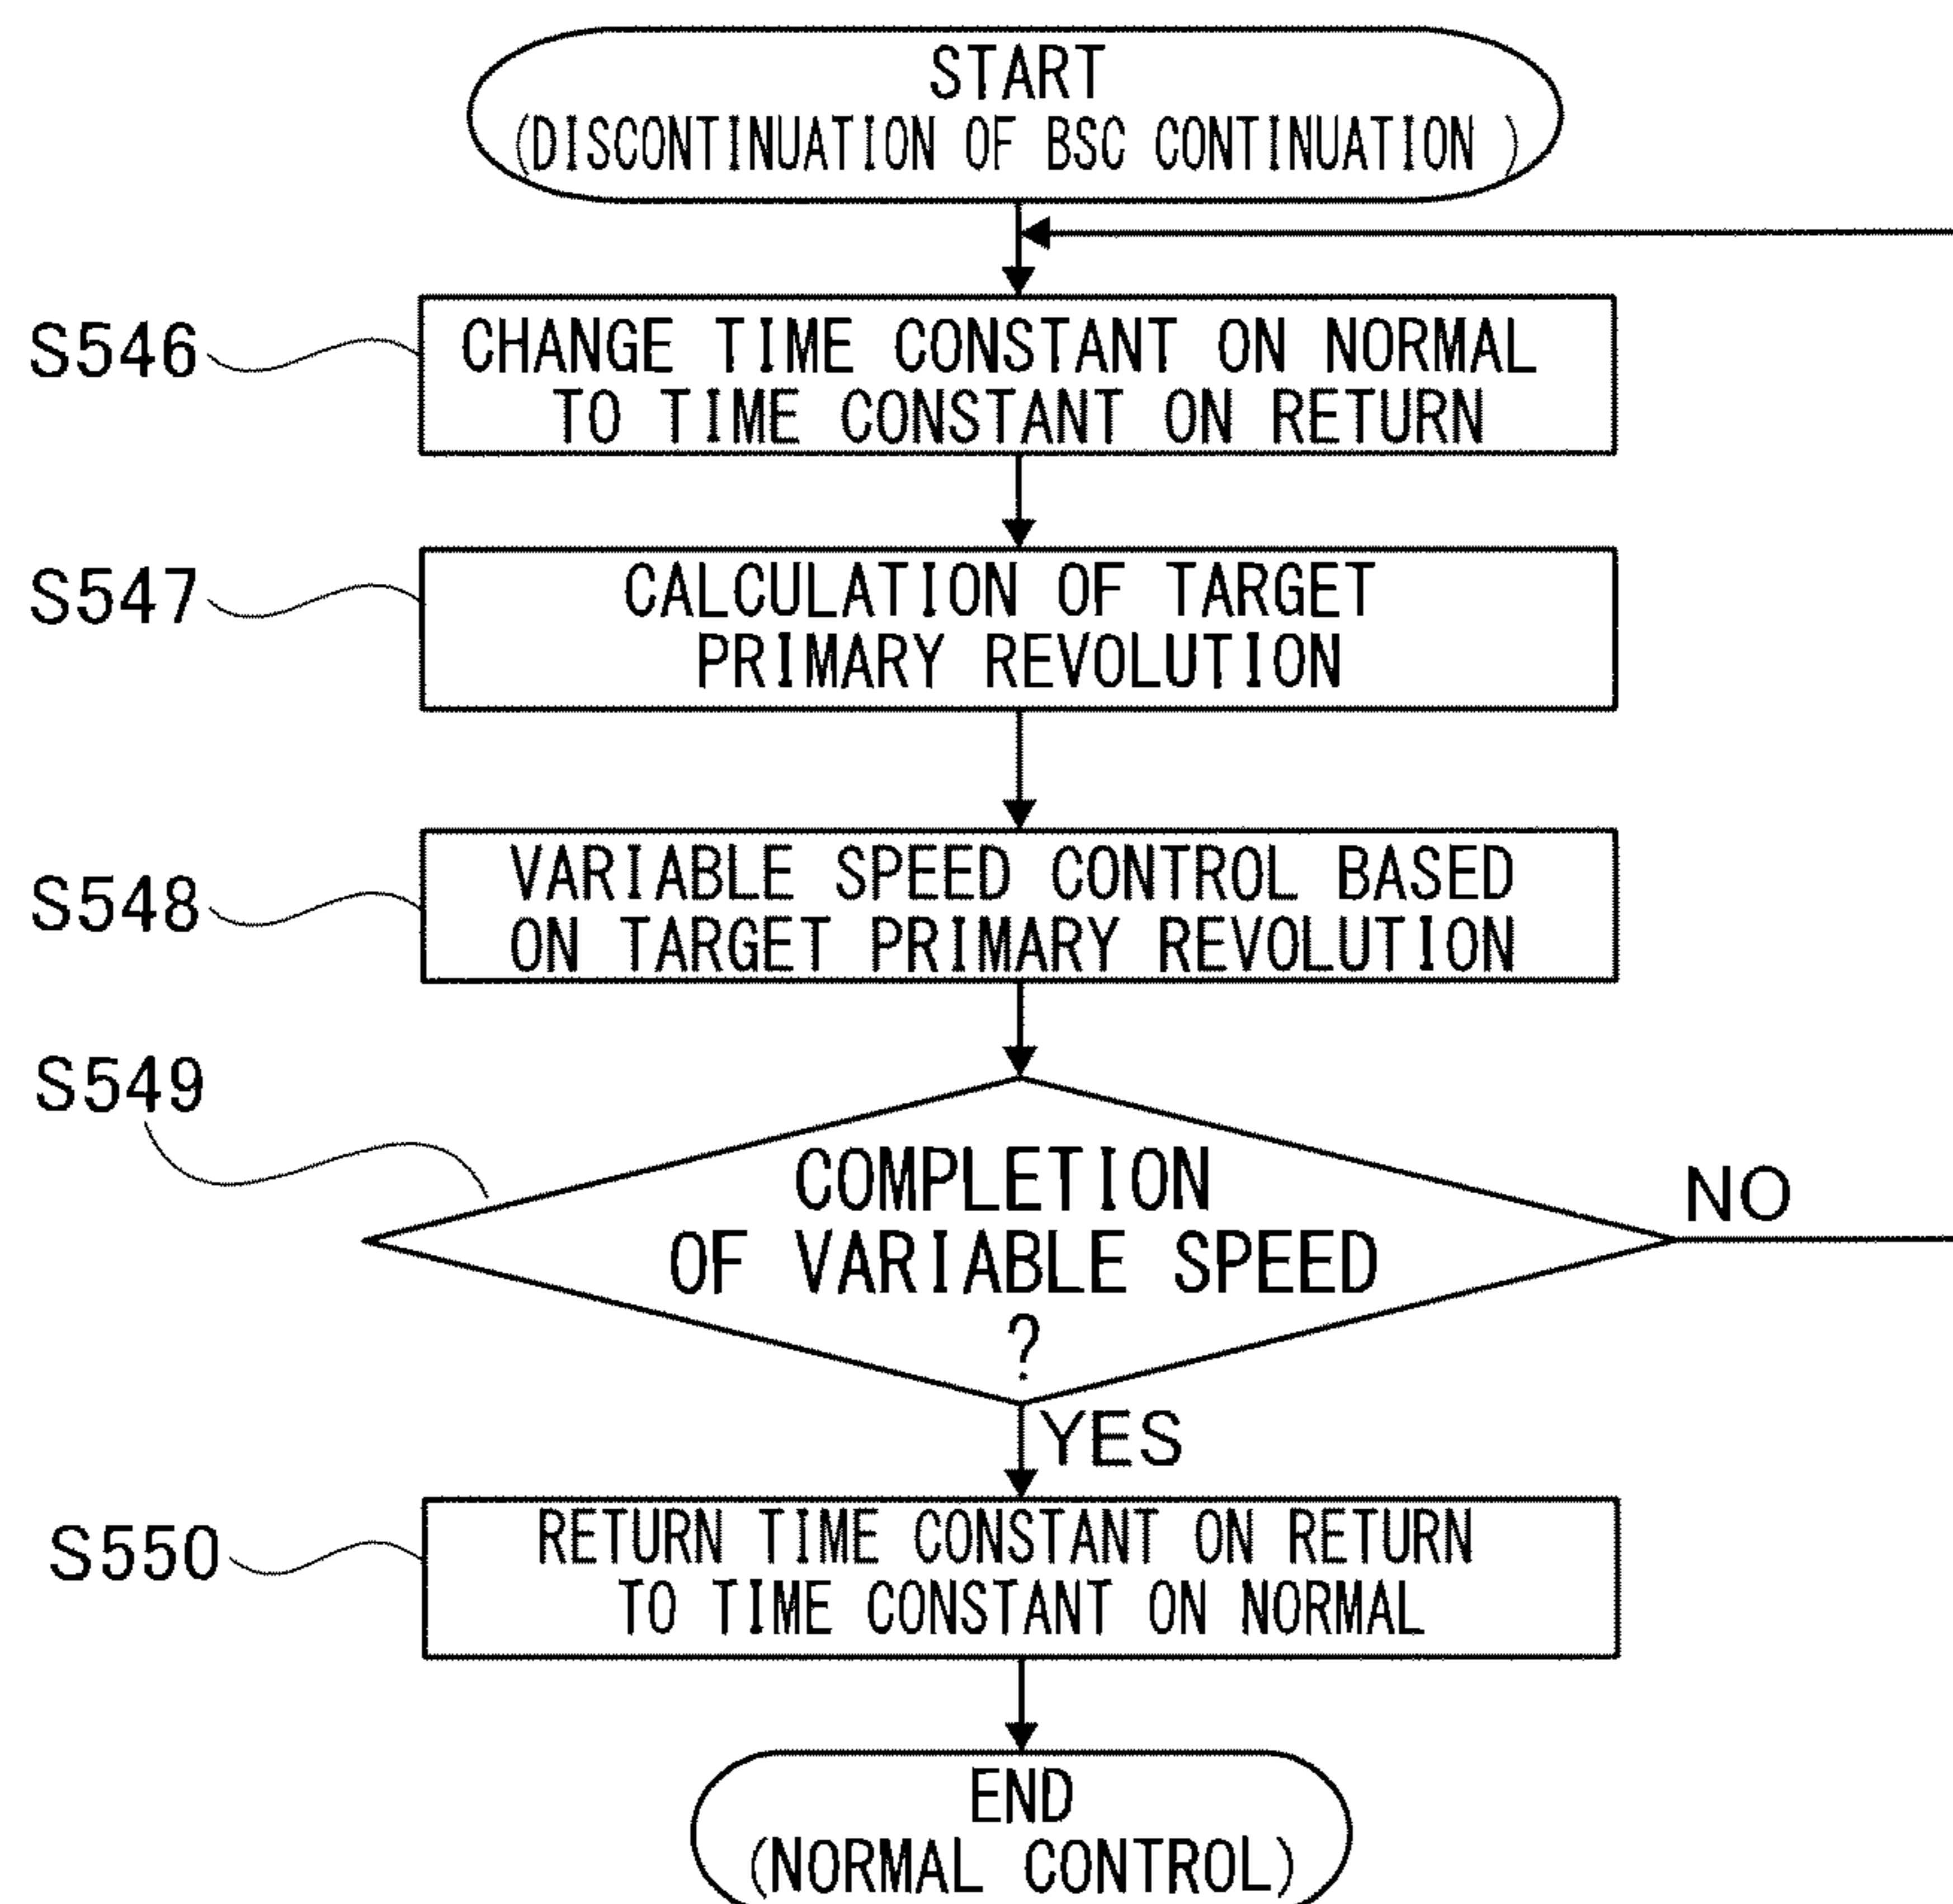 START
(DISCONTINUATION OF BSC CONTINUATION )
S546
CHANGE TIME CONSTANT ON NORMAL
TO TIME CONSTANT ON RETURN
S547
CALCULATION OF TARGET
PRIMARY REVOLUTION
S548
VARIABLE SPEED CONTROL BASED
ON TARGET PRIMARY REVOLUTION
S549
COMPLETION
OF VARIABLE SPEED
?
NO
YES
S550
RETURN TIME CONSTANT ON RETURN
TO TIME CONSTANT ON NORMAL
END
(NORMAL CONTROL)